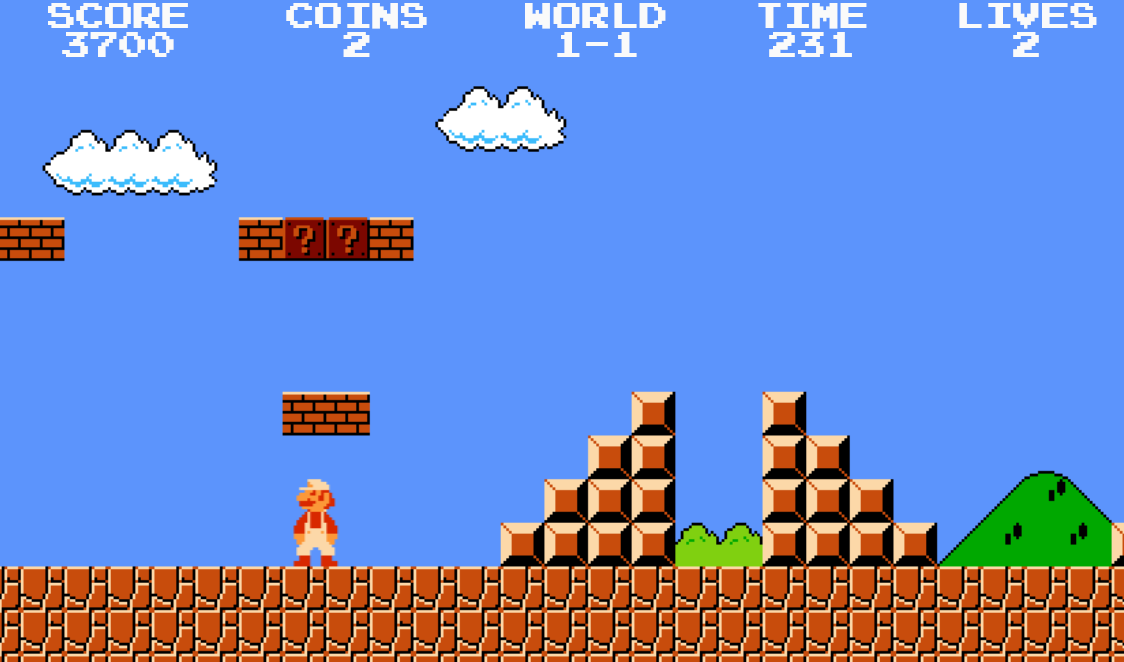 SCORE COINS WORLD TIME LIVES
3700 2 1-1 231 2
? ?